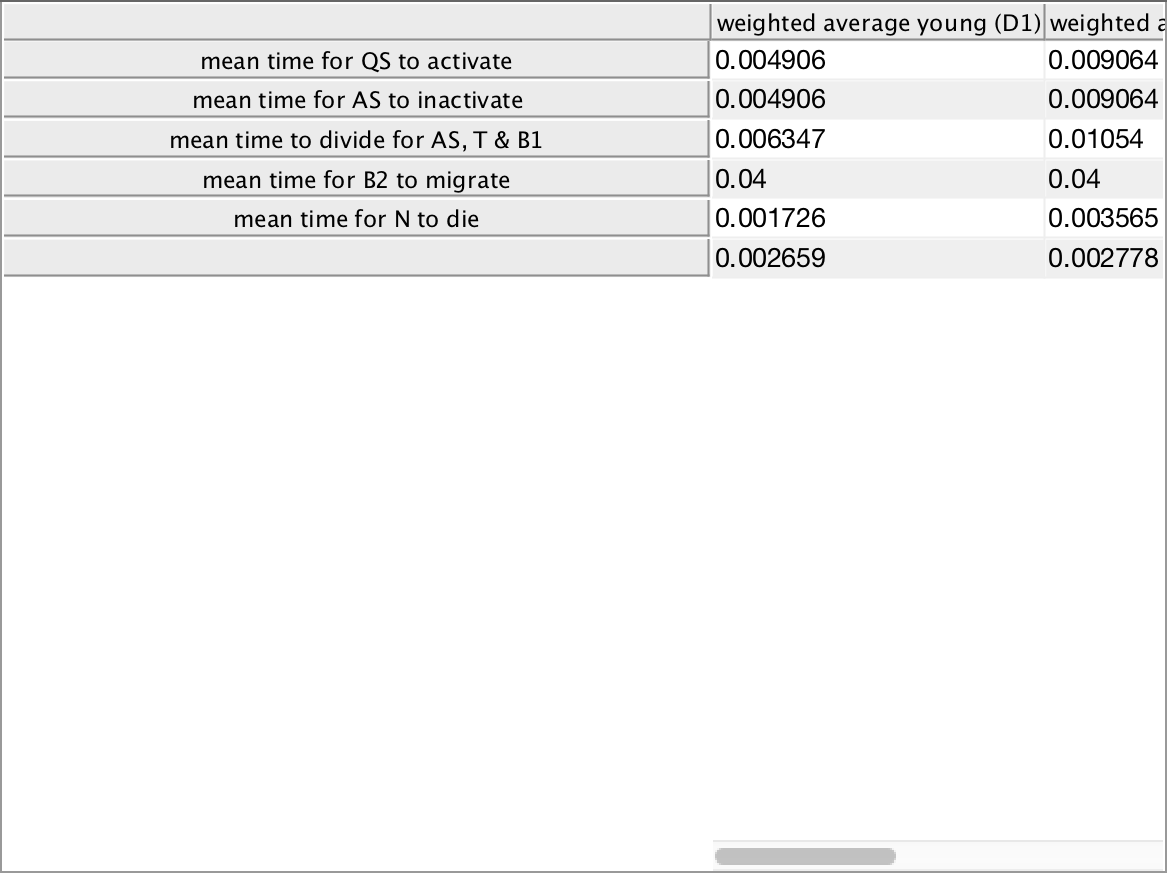 weighted average young (D1) weighted a
mean time for QS to activate 0.004906 0.009064
mean time for AS to inactivate 0.004906 0.009064
mean time to divide for AS, T & B1 0.006347 0.01054
mean time for B2 to migrate 0.04 0.04
mean time for N to die 0.001726 0.003565
0.002659 0.002778